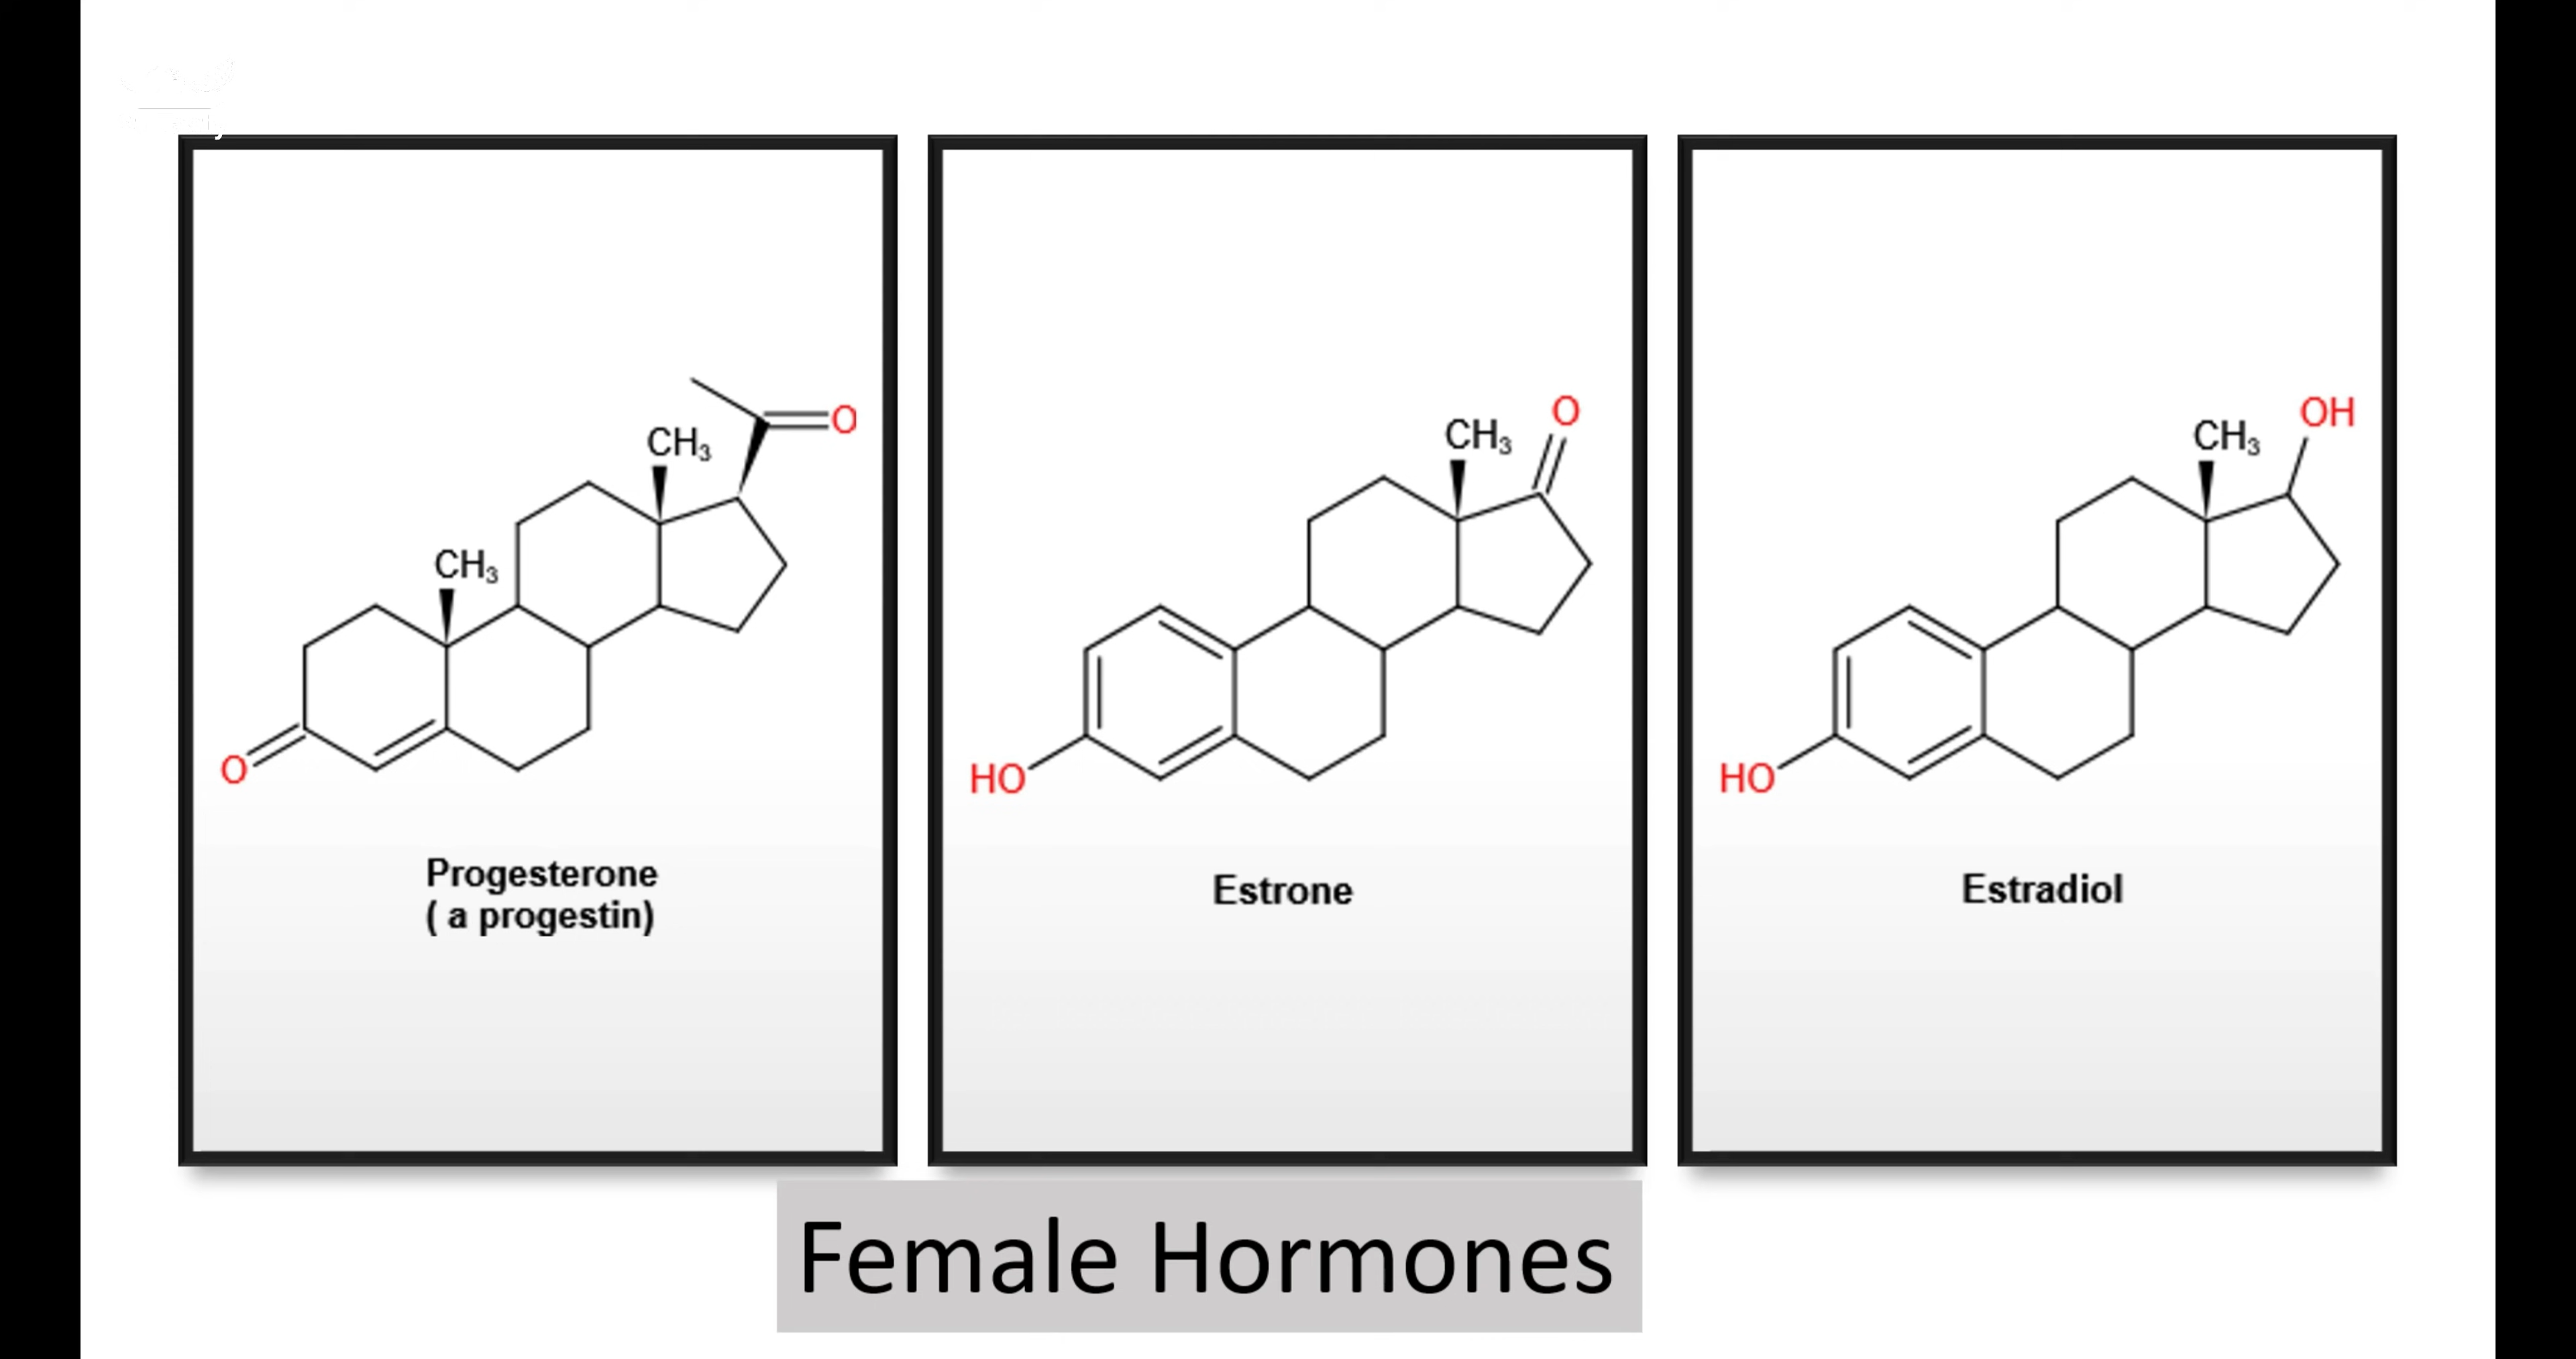 O
CH3
CH3
O
Progesterone
( a progestin)
O
CH3
HO
Estrone
OH
CH3
HO
Estradiol
Female Hormones